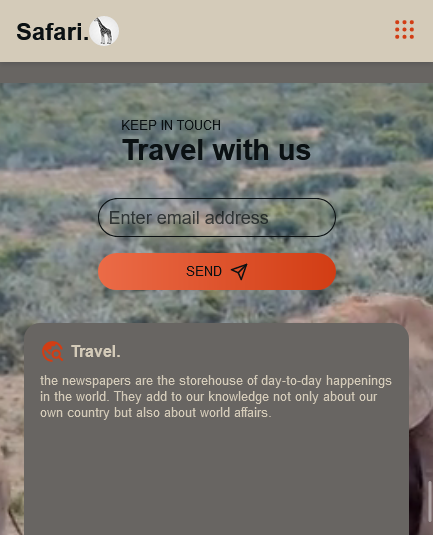 Safari.
KEEP IN TOUCH
Travel with us
Enter email address
SEND
Travel.
the newspapers are the storehouse of day-to-day happenings
in the world. They add to our knowledge not only about our
own country but also about world affairs.